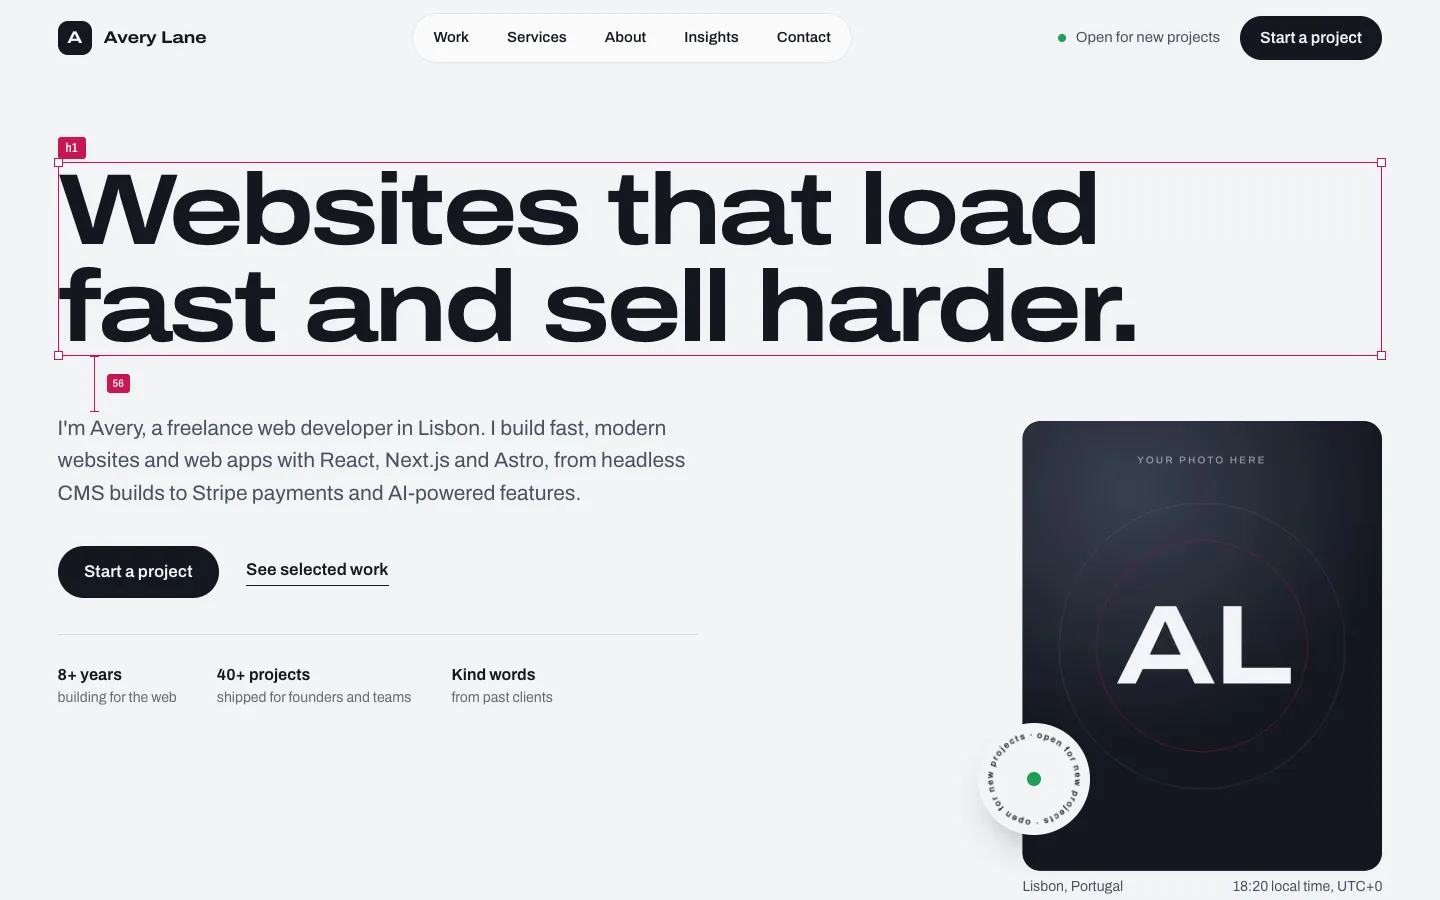 A Avery Lane
Work Services About Insights Contact
Open for new projects
Start a project
h1
Websites that load
fast and sell harder.
56
I'm Avery, a freelance web developer in Lisbon. I build fast, modern
websites and web apps with React, Next.js and Astro, from headless
CMS builds to Stripe payments and AI-powered features.
Start a project
See selected work
8+ years
building for the web
40+ projects
shipped for founders and teams
Kind words
from past clients
YOUR PHOTO HERE
AL
open for new projects · open for new projects ·
Lisbon, Portugal
18:20 local time, UTC+0